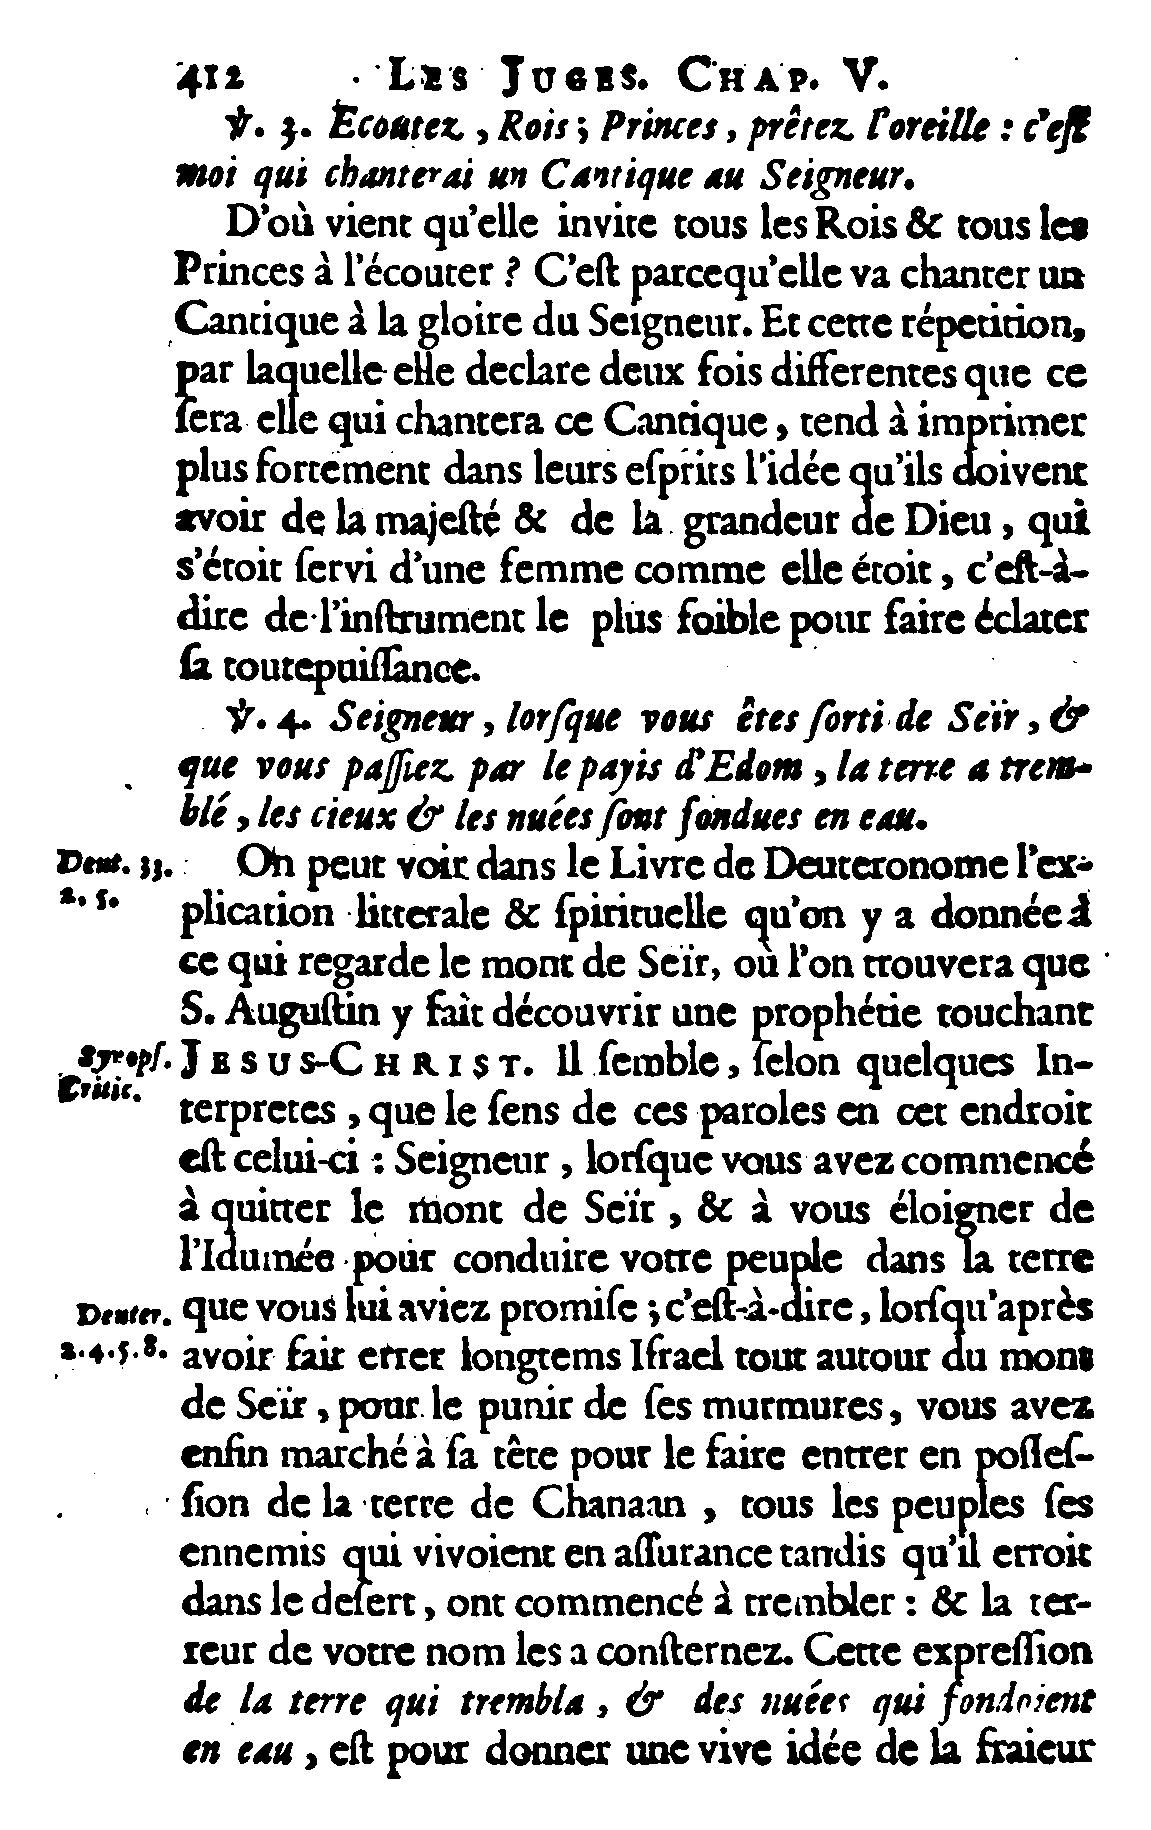 412 LES JUGES. CHAP. V.
℣. 3. Ecoutez, Rois; Princes, prêtez l'oreille : c'eſt
moi qui chanterai un Cantique au Seigneur.
D'où vient qu'elle invite tous les Rois & tous les
Princes à l'écouter ? C'eſt parcequ'elle va chanter un
Cantique à la gloire du Seigneur. Et cette répetition,
par laquelle elle declare deux fois differentes que ce
ſera elle qui chantera ce Cantique, tend à imprimer
plus fortement dans leurs eſprits l'idée qu'ils doivent
avoir de la majeſté & de la grandeur de Dieu, qui
s'étoit ſervi d'une femme comme elle étoit, c'eſt-à-
dire de l'inſtrument le plus foible pour faire éclater
ſa toutepuiſſance.
℣. 4. Seigneur, lorſque vous êtes ſorti de Seïr, &
que vous paſſiez par le payis d'Edom, la terre a trem-
blé, les cieux & les nuées ſont fondues en eau.
Deut. 33. On peut voir dans le Livre de Deuteronome l'ex-
2. 5. plication litterale & ſpirituelle qu'on y a donnée à
ce qui regarde le mont de Seïr, où l'on trouvera que
S. Auguſtin y fait découvrir une prophétie touchant
Synopſ. JESUS-CHRIST. Il ſemble, ſelon quelques In-
Critic. terpretes, que le ſens de ces paroles en cet endroit
eſt celui-ci : Seigneur, lorſque vous avez commencé
à quitter le mont de Seïr, & à vous éloigner de
l'Idumée pour conduire votre peuple dans la terre
Deuter. que vous lui aviez promiſe ; c'eſt-à-dire, lorſqu'après
2. 4. 5. 8. avoir fait errer longtems Iſrael tout autour du mont
de Seïr, pour le punir de ſes murmures, vous avez
enfin marché à ſa tête pour le faire entrer en poſſeſ-
ſion de la terre de Chanaan, tous les peuples ſes
ennemis qui vivoient en aſſurance tandis qu'il erroit
dans le deſert, ont commencé à trembler : & la ter-
reur de votre nom les a conſternez. Cette expreſſion
de la terre qui trembla, & des nuées qui fondoient
en eau, eſt pour donner une vive idée de la fraieur